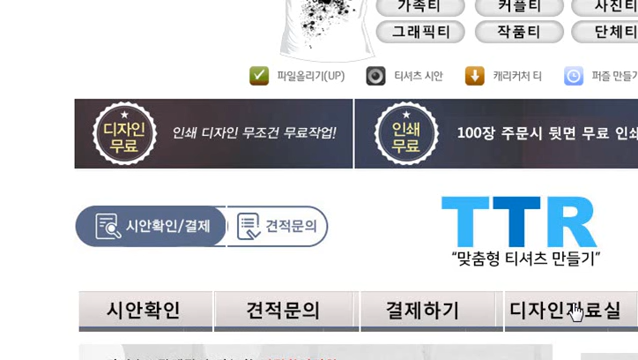 가족티 커플티 사진티
그래픽티 작품티 단체티
파일올리기(UP) 티셔츠 시안 캐리커처 티 퍼즐 만들기
디자인 무료 인쇄 디자인 무조건 무료작업!
인쇄 무료 100장 주문시 뒷면 무료 인쇄
시안확인/결제 견적문의
TTR
“맞춤형 티셔츠 만들기”
시안확인 견적문의 결제하기 디자인자료실